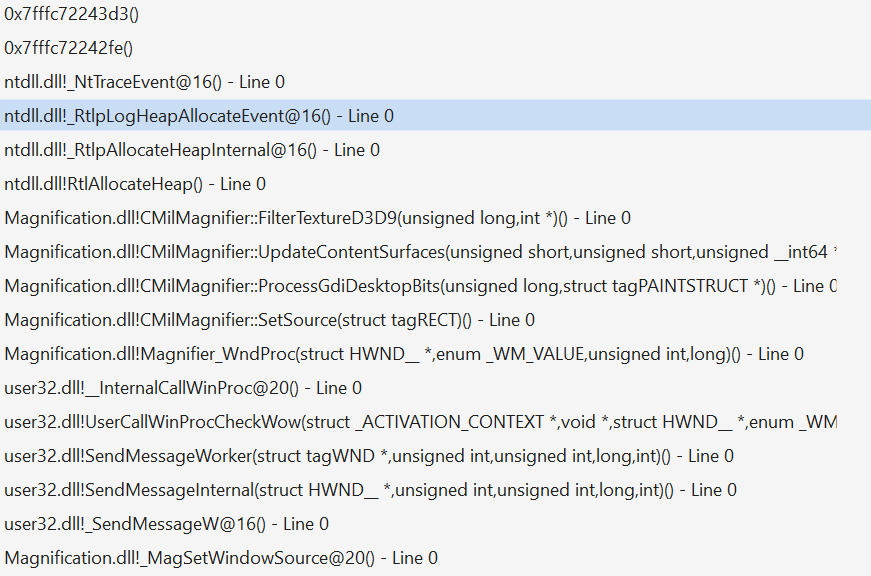 0x7fffc72243d3()
0x7fffc72242fe()
ntdll.dll!_NtTraceEvent@16() - Line 0
ntdll.dll!_RtlpLogHeapAllocateEvent@16() - Line 0
ntdll.dll!_RtlpAllocateHeapInternal@16() - Line 0
ntdll.dll!RtlAllocateHeap() - Line 0
Magnification.dll!CMilMagnifier::FilterTextureD3D9(unsigned long,int *)() - Line 0
Magnification.dll!CMilMagnifier::UpdateContentSurfaces(unsigned short,unsigned short,unsigned __int64 *
Magnification.dll!CMilMagnifier::ProcessGdiDesktopBits(unsigned long,struct tagPAINTSTRUCT *)() - Line 0
Magnification.dll!CMilMagnifier::SetSource(struct tagRECT)() - Line 0
Magnification.dll!Magnifier_WndProc(struct HWND__ *,enum _WM_VALUE,unsigned int,long)() - Line 0
user32.dll!__InternalCallWinProc@20() - Line 0
user32.dll!UserCallWinProcCheckWow(struct _ACTIVATION_CONTEXT *,void *,struct HWND__ *,enum _WM
user32.dll!SendMessageWorker(struct tagWND *,unsigned int,unsigned int,long,int)() - Line 0
user32.dll!SendMessageInternal(struct HWND__ *,unsigned int,unsigned int,long,int)() - Line 0
user32.dll!_SendMessageW@16() - Line 0
Magnification.dll!_MagSetWindowSource@20() - Line 0